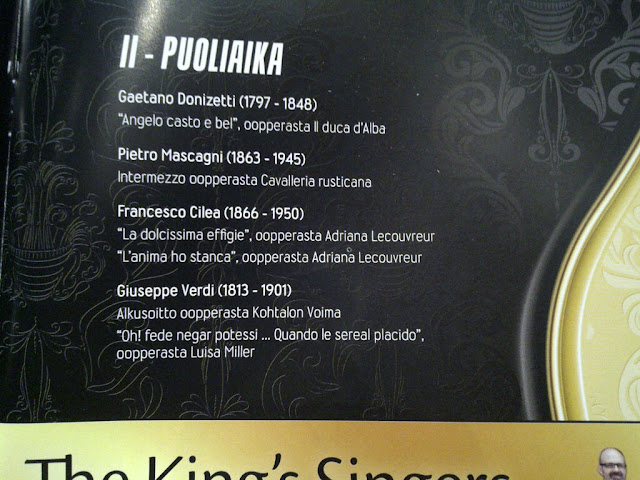 II - PUOLIAIKA
Gaetano Donizetti (1797 - 1848)
“Angelo casto e bel”, oopperasta Il duca d'Alba
Pietro Mascagni (1863 - 1945)
Intermezzo oopperasta Cavalleria rusticana
Francesco Cilea (1866 - 1950)
“La dolcissima effigie”, oopperasta Adriana Lecouvreur
“L'anima ho stanca”, oopperasta Adriana Lecouvreur
Giuseppe Verdi (1813 - 1901)
Alkusoitto oopperasta Kohtalon Voima
“Oh! fede negar potessi ... Quando le sereal placido”,
oopperasta Luisa Miller
The King's Singers